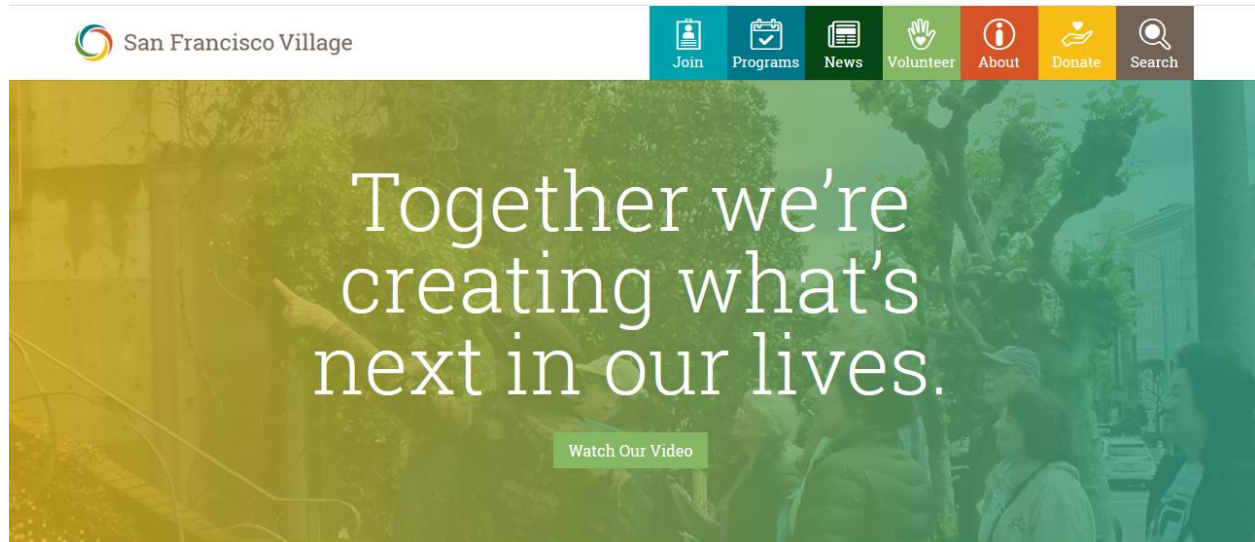 San Francisco Village
Join
Programs
News
Volunteer
About
Donate
Search
Together we're
creating what's
next in our lives.
Watch Our Video